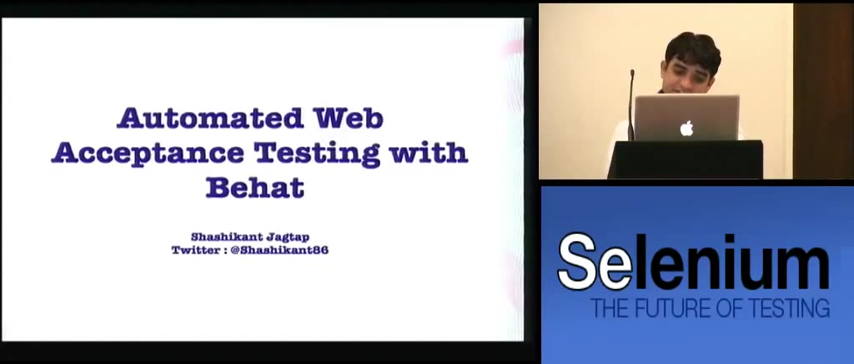 Automated Web
Acceptance Testing with
Behat
Shashikant Jagtap
Twitter : @Shashikant86
Selenium
THE FUTURE OF TESTING